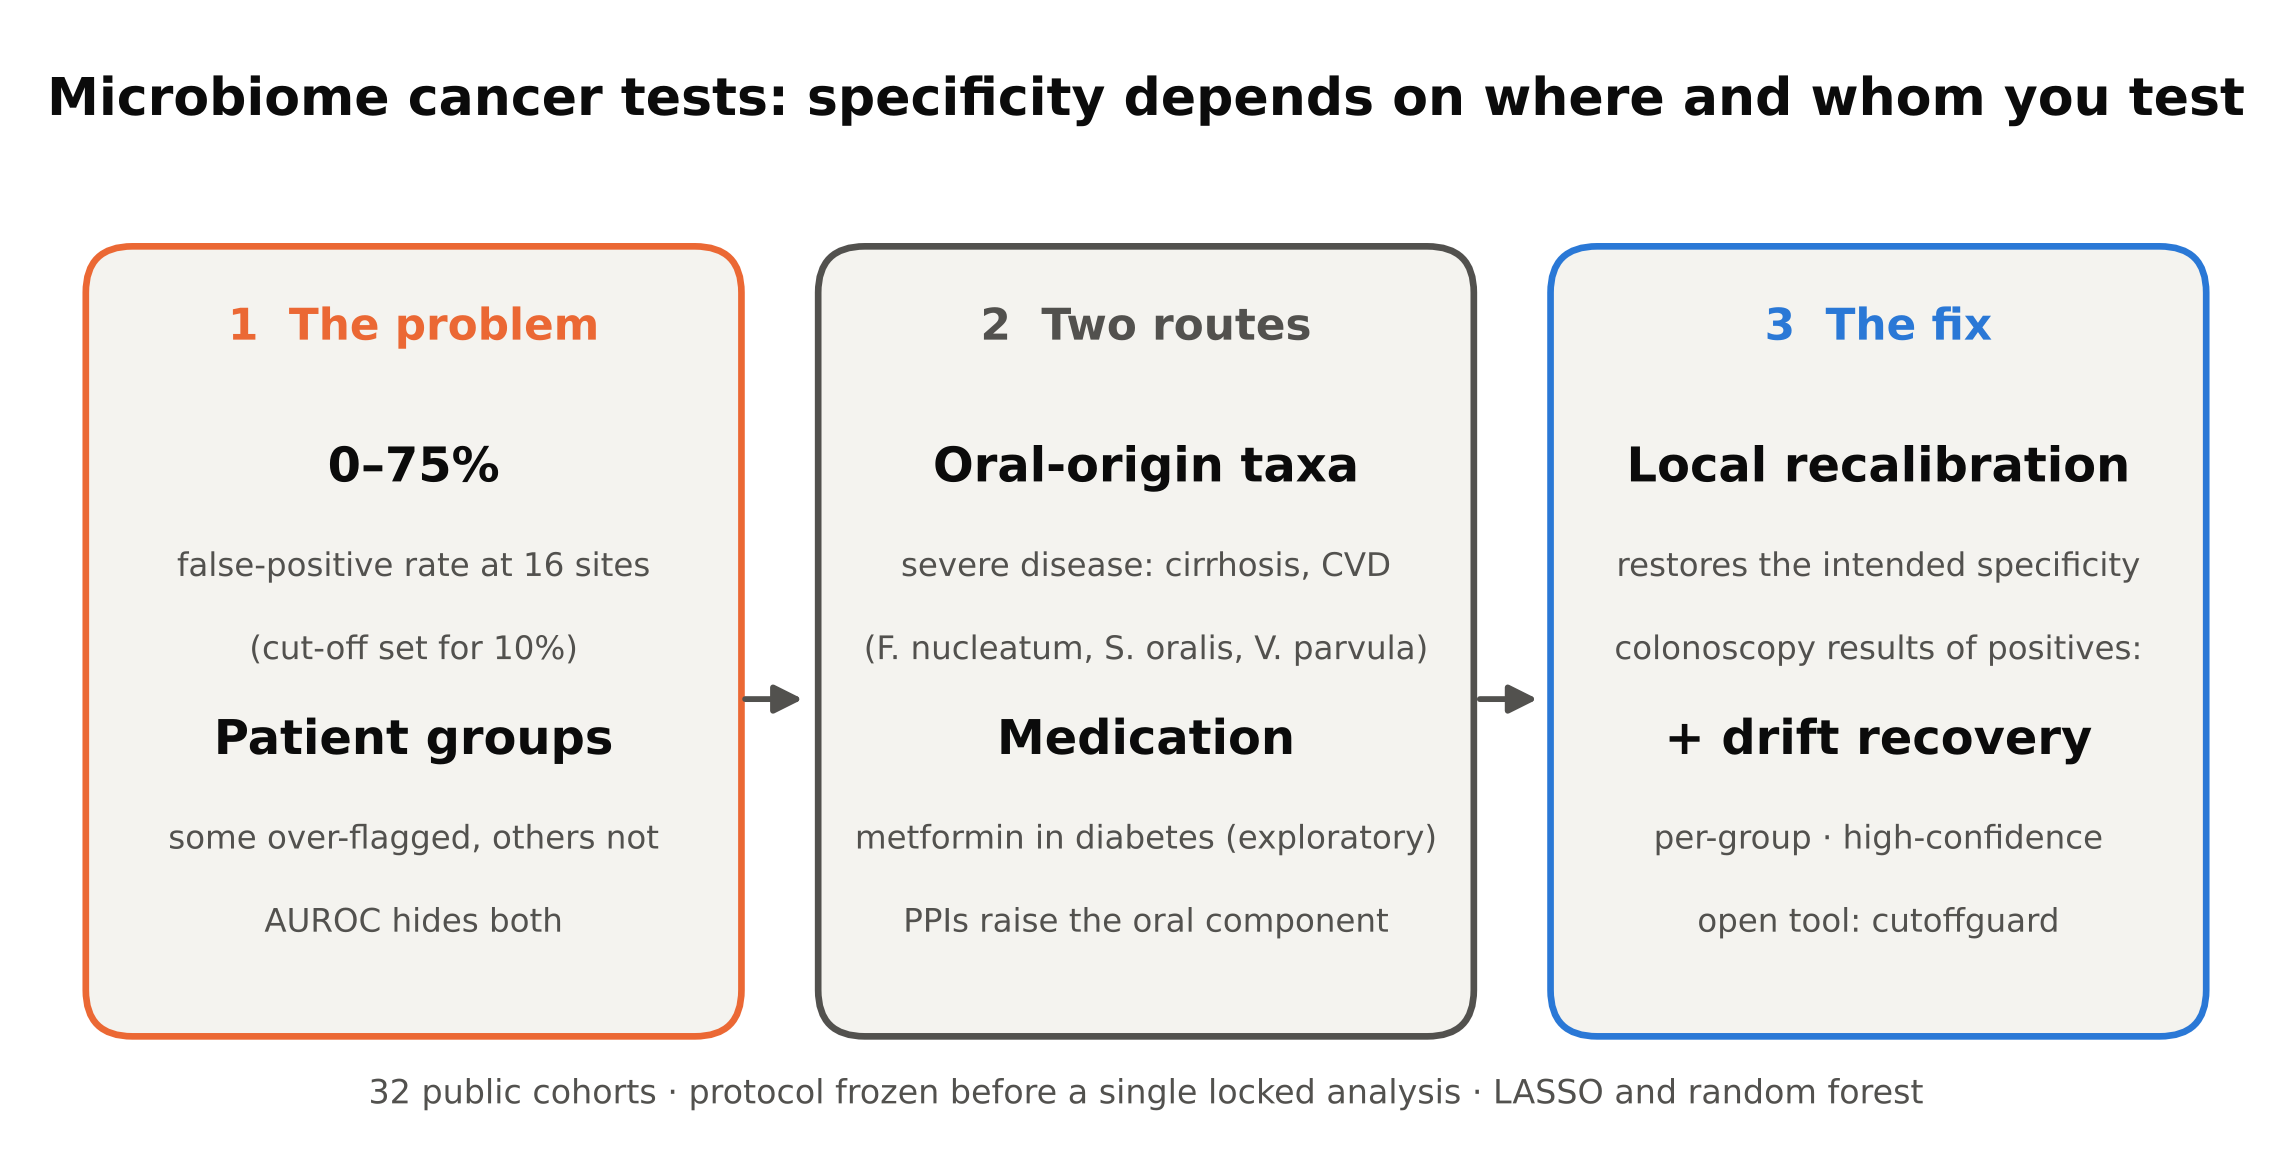 Microbiome cancer tests: specificity depends on where and whom you test
1 The problem
0–75%
false-positive rate at 16 sites
(cut-off set for 10%)
Patient groups
some over-flagged, others not
AUROC hides both
2 Two routes
Oral-origin taxa
severe disease: cirrhosis, CVD
(F. nucleatum, S. oralis, V. parvula)
Medication
metformin in diabetes (exploratory)
PPIs raise the oral component
3 The fix
Local recalibration
restores the intended specificity
colonoscopy results of positives:
+ drift recovery
per-group · high-confidence
open tool: cutoffguard
32 public cohorts · protocol frozen before a single locked analysis · LASSO and random forest